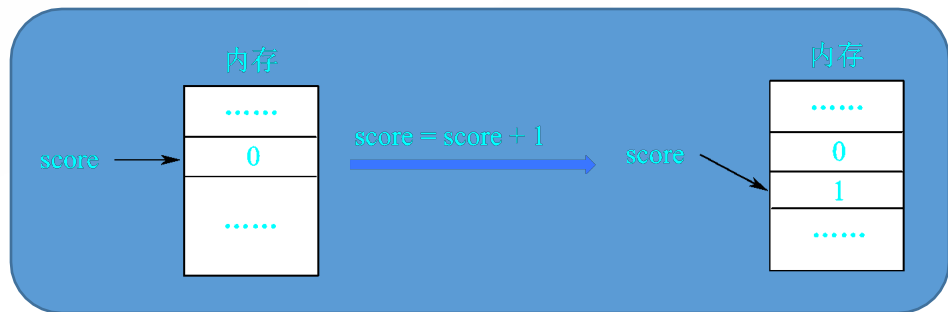 内存
……
score
0
……
score = score + 1
内存
……
score
0
1
……